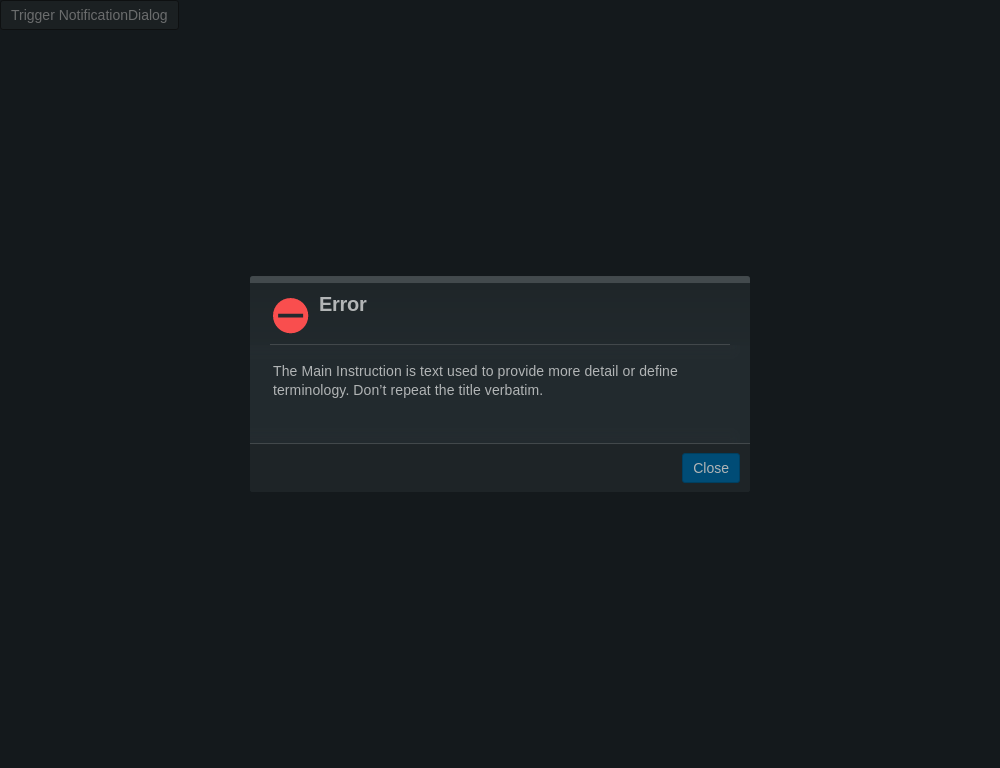 Trigger NotificationDialog
Error
The Main Instruction is text used to provide more detail or define
terminology. Don’t repeat the title verbatim.
Close